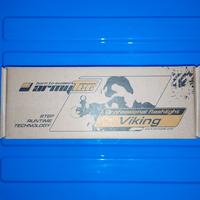 born to survive
armytek
Professional flashlight
Viking
STEP
RUNTIME
TECHNOLOGY